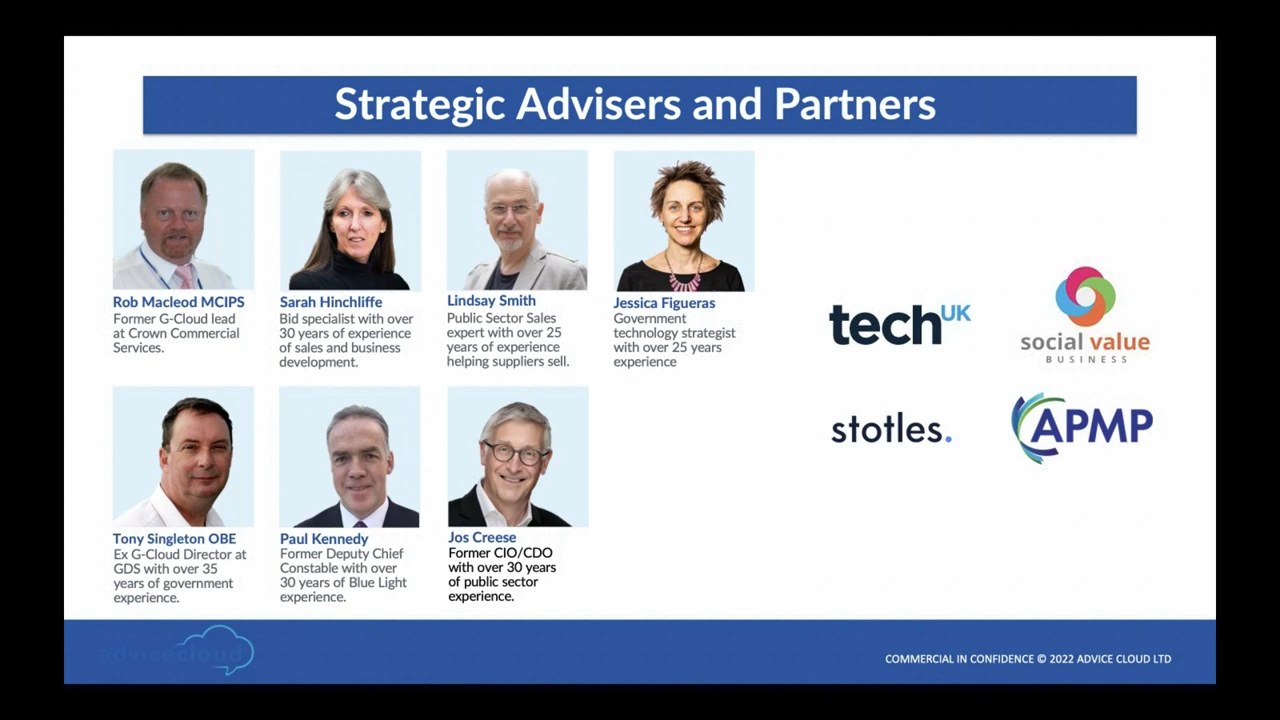 Strategic Advisers and Partners
Rob Macleod MCIPS
Former G-Cloud lead
at Crown Commercial
Services.
Sarah Hinchliffe
Bid specialist with over
30 years of experience
of sales and business
development.
Lindsay Smith
Public Sector Sales
expert with over 25
years of experience
helping suppliers sell.
Jessica Figueras
Government
technology strategist
with over 25 years
experience
Tony Singleton OBE
Ex G-Cloud Director at
GDS with over 35
years of government
experience.
Paul Kennedy
Former Deputy Chief
Constable with over
30 years of Blue Light
experience.
Jos Creese
Former CIO/CDO
with over 30 years
of public sector
experience.
techUK
social value
BUSINESS
stotles.
APMP
advicecloud
COMMERCIAL IN CONFIDENCE © 2022 ADVICE CLOUD LTD